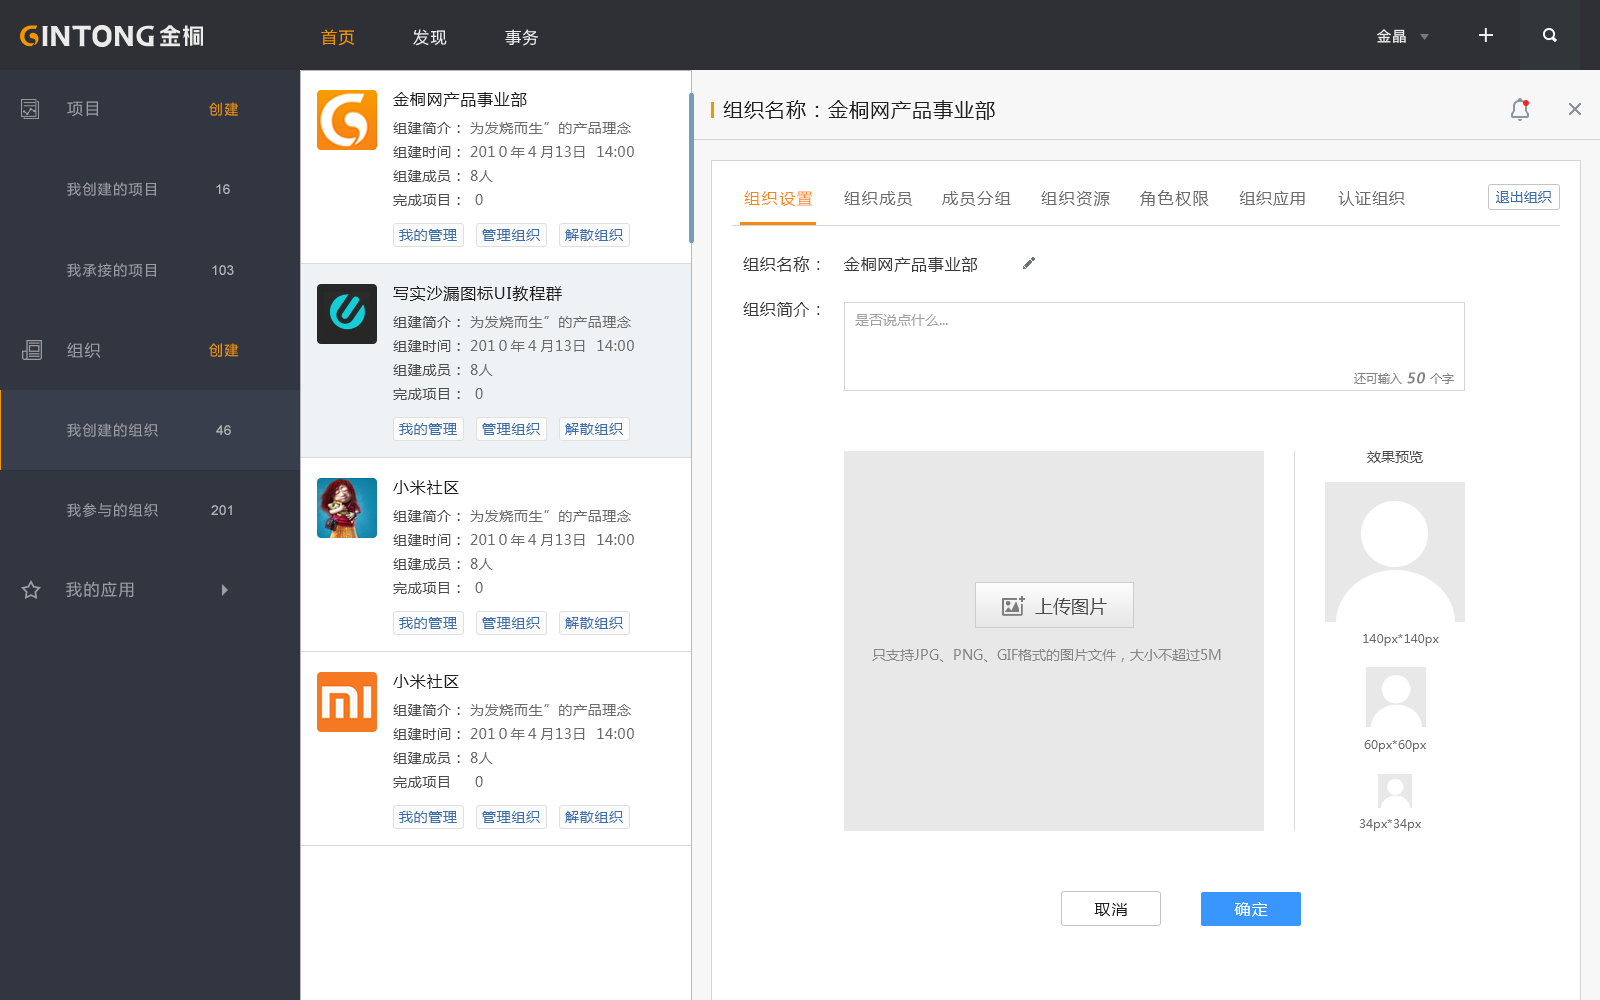 GINTONG金桐
首页 发现 事务
金晶
项目 创建
我创建的项目 16
我承接的项目 103
组织 创建
我创建的组织 46
我参与的组织 201
我的应用
金桐网产品事业部
组建简介： 为发烧而生”的产品理念
组建时间： 2010年4月13日 14:00
组建成员： 8人
完成项目： 0
我的管理 管理组织 解散组织
写实沙漏图标UI教程群
组建简介： 为发烧而生”的产品理念
组建时间： 2010年4月13日 14:00
组建成员： 8人
完成项目： 0
我的管理 管理组织 解散组织
小米社区
组建简介： 为发烧而生”的产品理念
组建时间： 2010年4月13日 14:00
组建成员： 8人
完成项目： 0
我的管理 管理组织 解散组织
mi
小米社区
组建简介： 为发烧而生”的产品理念
组建时间： 2010年4月13日 14:00
组建成员： 8人
完成项目 0
我的管理 管理组织 解散组织
组织名称：金桐网产品事业部
组织设置 组织成员 成员分组 组织资源 角色权限 组织应用 认证组织 退出组织
组织名称： 金桐网产品事业部
组织简介：
是否说点什么...
还可输入 50 个字
上传图片
只支持JPG、PNG、GIF格式的图片文件，大小不超过5M
效果预览
140px*140px
60px*60px
34px*34px
取消 确定